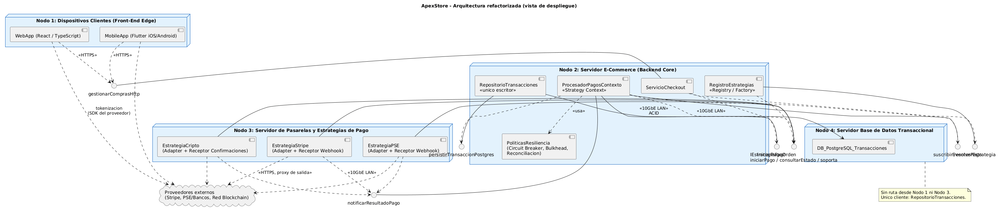 ApexStore - Arquitectura refactorizada (vista de despliegue)
Nodo 1: Dispositivos Clientes (Front-End Edge)
WebApp (React / TypeScript)
MobileApp (Flutter iOS/Android)
«HTTPS»
«HTTPS»
gestionarComprasHttp
tokenizacion
(SDK del proveedor)
Nodo 2: Servidor E-Commerce (Backend Core)
RepositorioTransacciones
«unico escritor»
ProcesadorPagosContexto
«Strategy Context»
ServicioCheckout
RegistroEstrategias
«Registry / Factory»
«usa»
«10GbE LAN»
ACID
«10GbE LAN»
PoliticasResiliencia
(Circuit Breaker, Bulkhead,
Reconciliacion)
Nodo 3: Servidor de Pasarelas y Estrategias de Pago
EstrategiaCripto
(Adapter + Receptor Confirmaciones)
EstrategiaStripe
(Adapter + Receptor Webhook)
EstrategiaPSE
(Adapter + Receptor Webhook)
persistirTransaccionPostgres
iniciarPago / consultarEstado / soporta
Nodo 4: Servidor Base de Datos Transaccional
DB_PostgreSQL_Transacciones
«HTTPS, proxy de salida»
«10GbE LAN»
Proveedores externos
(Stripe, PSE/Bancos, Red Blockchain)
notificarResultadoPago
Sin ruta desde Nodo 1 ni Nodo 3.
Unico cliente: RepositorioTransacciones.